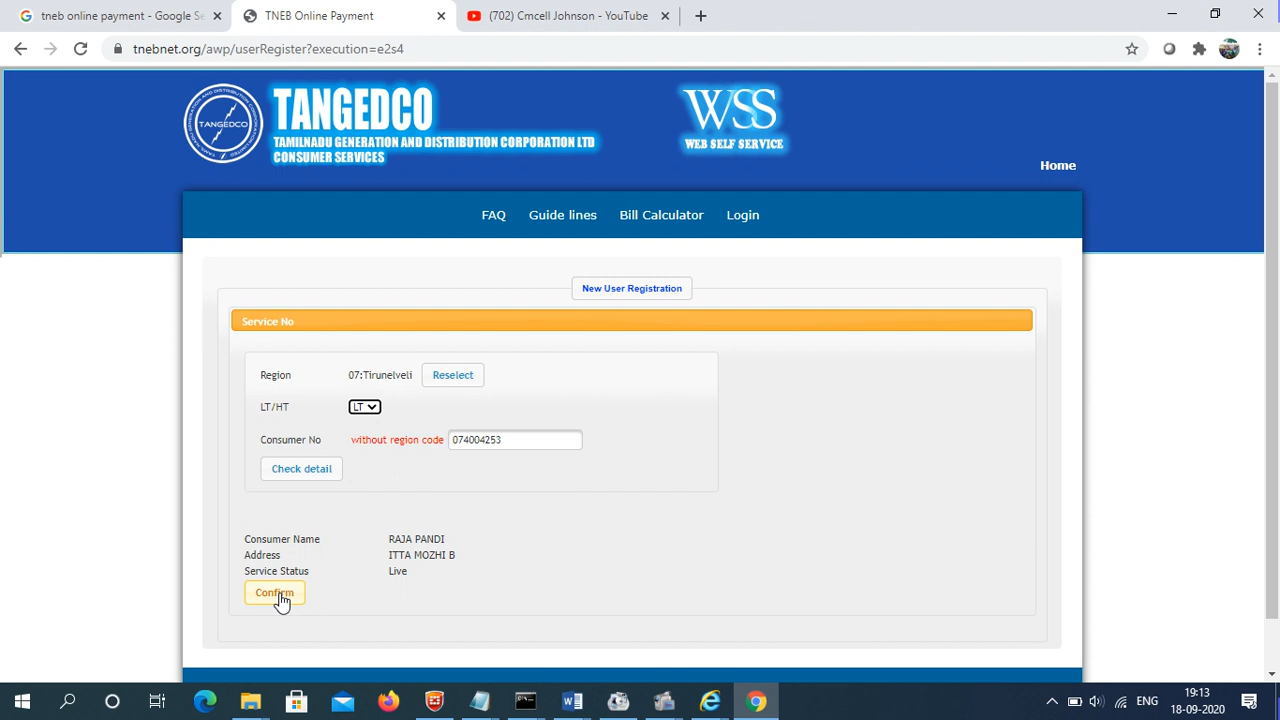 tneb online payment - Google Se
TNEB Online Payment
(702) Cmcell Johnson - YouTube
tnebnet.org/awp/userRegister?execution=e2s4
TANGEDCO
TANGEDCO
TAMILNADU GENERATION AND DISTRIBUTION CORPORATION LTD
CONSUMER SERVICES
WSS
WEB SELF SERVICE
Home
FAQ Guide lines Bill Calculator Login
New User Registration
Service No
Region 07:Tirunelveli Reselect
LT/HT LT
Consumer No without region code 074004253
Check detail
Consumer Name RAJA PANDI
Address ITTA MOZHI B
Service Status Live
Confirm
ENG
19:13
18-09-2020